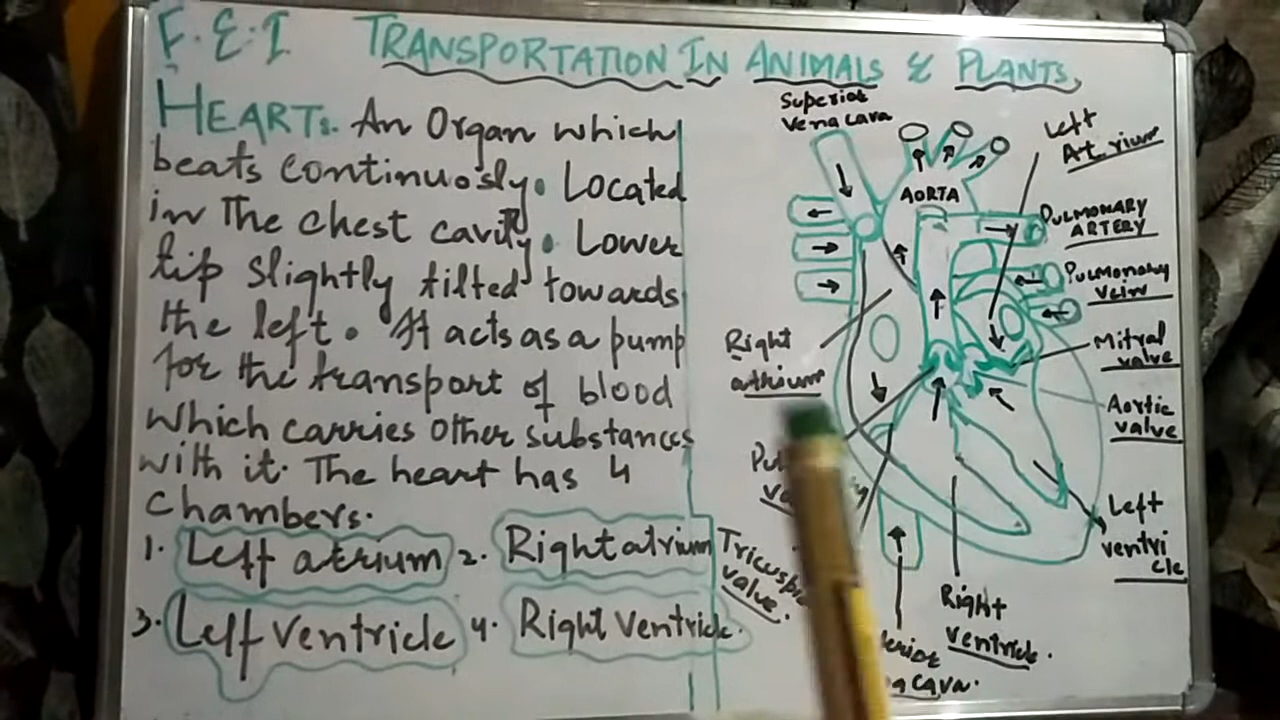 F.E.I TRANSPORTATION IN ANIMALS & PLANTS,
HEART:. An Organ which
beats continuosly. Located
in The chest cavity. Lower
tip slightly tilted towards
the left. It acts as a pump
for the transport of blood
which carries other substances
with it. The heart has 4
Chambers.
1. Left atrium 2. Right atrium
3. Left ventricle 4. Right Ventricle.
Superior
Vena Cava
Left
Atrium
AORTA
PULMONARY
ARTERY
Pulmonary
vein
Right
atrium
Mitral
valve
Aortic
valve
Left
ventri
cle
Tricuspid
valve.
Right
ventricle.
cava.